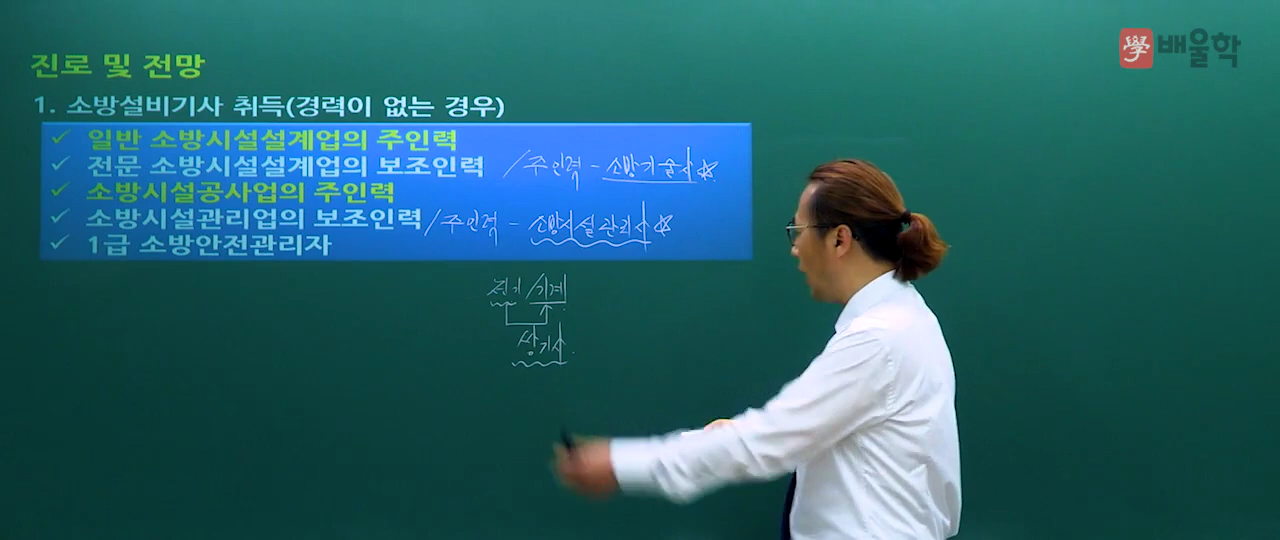 學 배울학
진로 및 전망
1. 소방설비기사 취득(경력이 없는 경우)
✓ 일반 소방시설설계업의 주인력
✓ 전문 소방시설설계업의 보조인력 /주인력 - 소방기술사☆
✓ 소방시설공사업의 주인력
✓ 소방시설관리업의 보조인력/주인력 - 소방시설관리사☆
✓ 1급 소방안전관리자
전기/기계
쌍기사